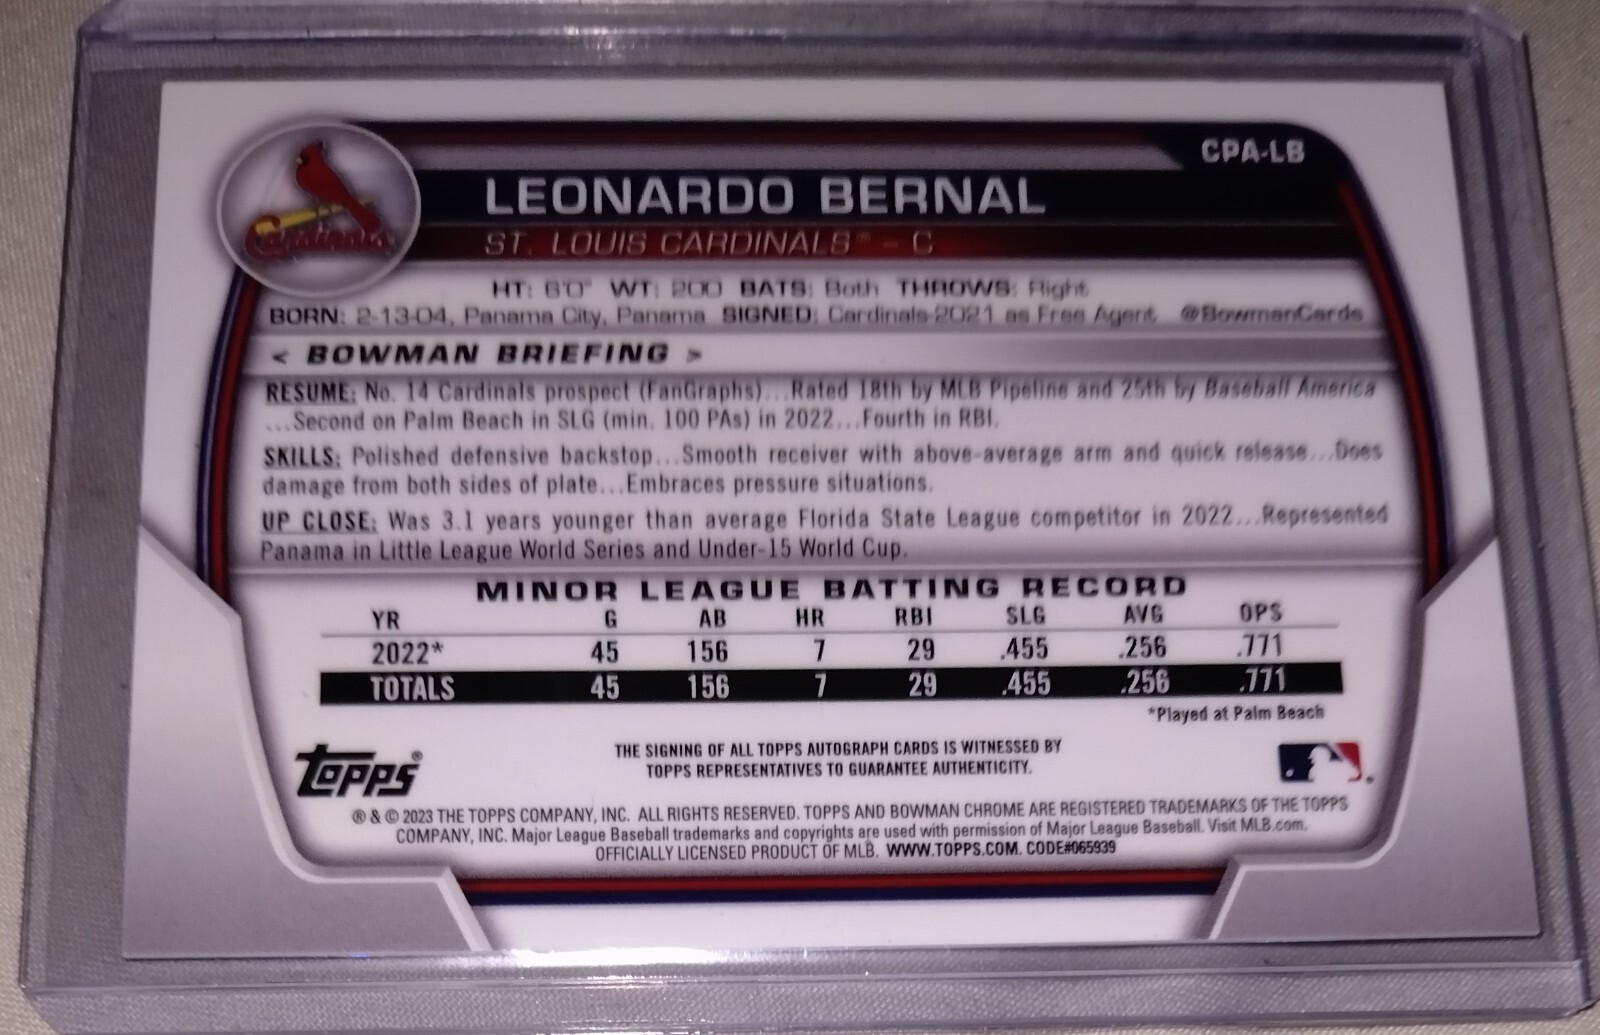 CPA-LB
LEONARDO BERNAL
Cardinals
ST. LOUIS CARDINALS® - C
HT: 6'0" WT: 200 BATS: Both THROWS: Right
BORN: 2-13-04, Panama City, Panama SIGNED: Cardinals-2021 as Free Agent @BowmanCards
< BOWMAN BRIEFING >
RESUME: No. 14 Cardinals prospect (FanGraphs)...Rated 18th by MLB Pipeline and 25th by Baseball America
...Second on Palm Beach in SLG (min. 100 PAs) in 2022...Fourth in RBI.
SKILLS: Polished defensive backstop...Smooth receiver with above-average arm and quick release...Does
damage from both sides of plate...Embraces pressure situations.
UP CLOSE: Was 3.1 years younger than average Florida State League competitor in 2022...Represented
Panama in Little League World Series and Under-15 World Cup.
MINOR LEAGUE BATTING RECORD
YR G AB HR RBI SLG AVG OPS
2022* 45 156 7 29 .455 .256 .771
TOTALS 45 156 7 29 .455 .256 .771
*Played at Palm Beach
Topps®
THE SIGNING OF ALL TOPPS AUTOGRAPH CARDS IS WITNESSED BY
TOPPS REPRESENTATIVES TO GUARANTEE AUTHENTICITY.
® & © 2023 THE TOPPS COMPANY, INC. ALL RIGHTS RESERVED. TOPPS AND BOWMAN CHROME ARE REGISTERED TRADEMARKS OF THE TOPPS
COMPANY, INC. Major League Baseball trademarks and copyrights are used with permission of Major League Baseball. Visit MLB.com.
OFFICIALLY LICENSED PRODUCT OF MLB. WWW.TOPPS.COM. CODE#065939